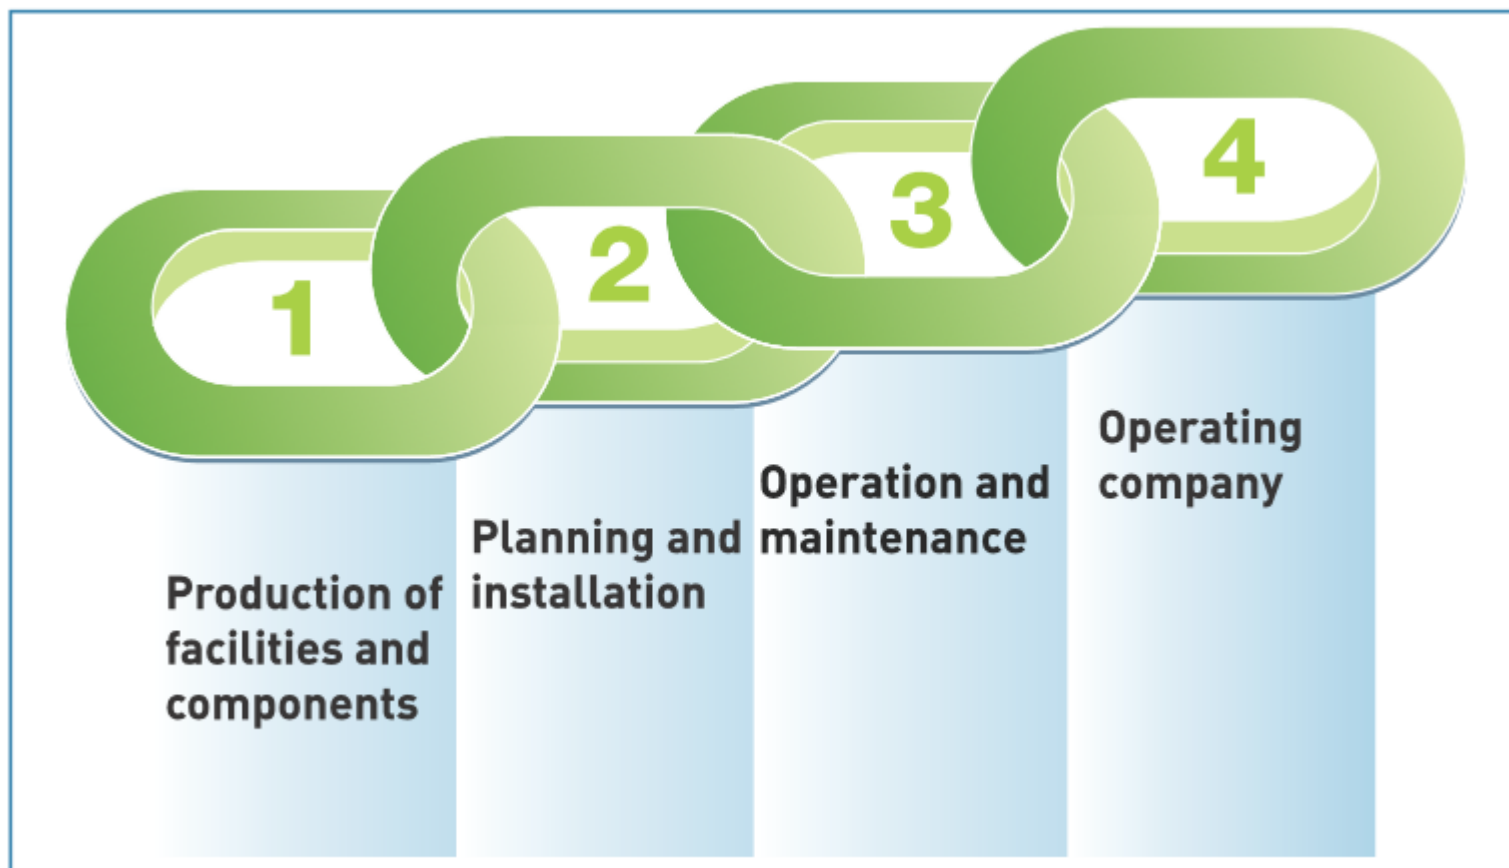 1
Production of
facilities and
components
2
Planning and
installation
3
Operation and
maintenance
4
Operating
company